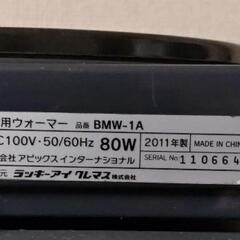 用ウォーマー 品番 BMW-1A
C100V・50/60Hz 80W 2011年製 MADE IN CHIN
会社 アピックスインターナショナル SERIAL No. 110664
元 ラッキーアイクレマス株式会社